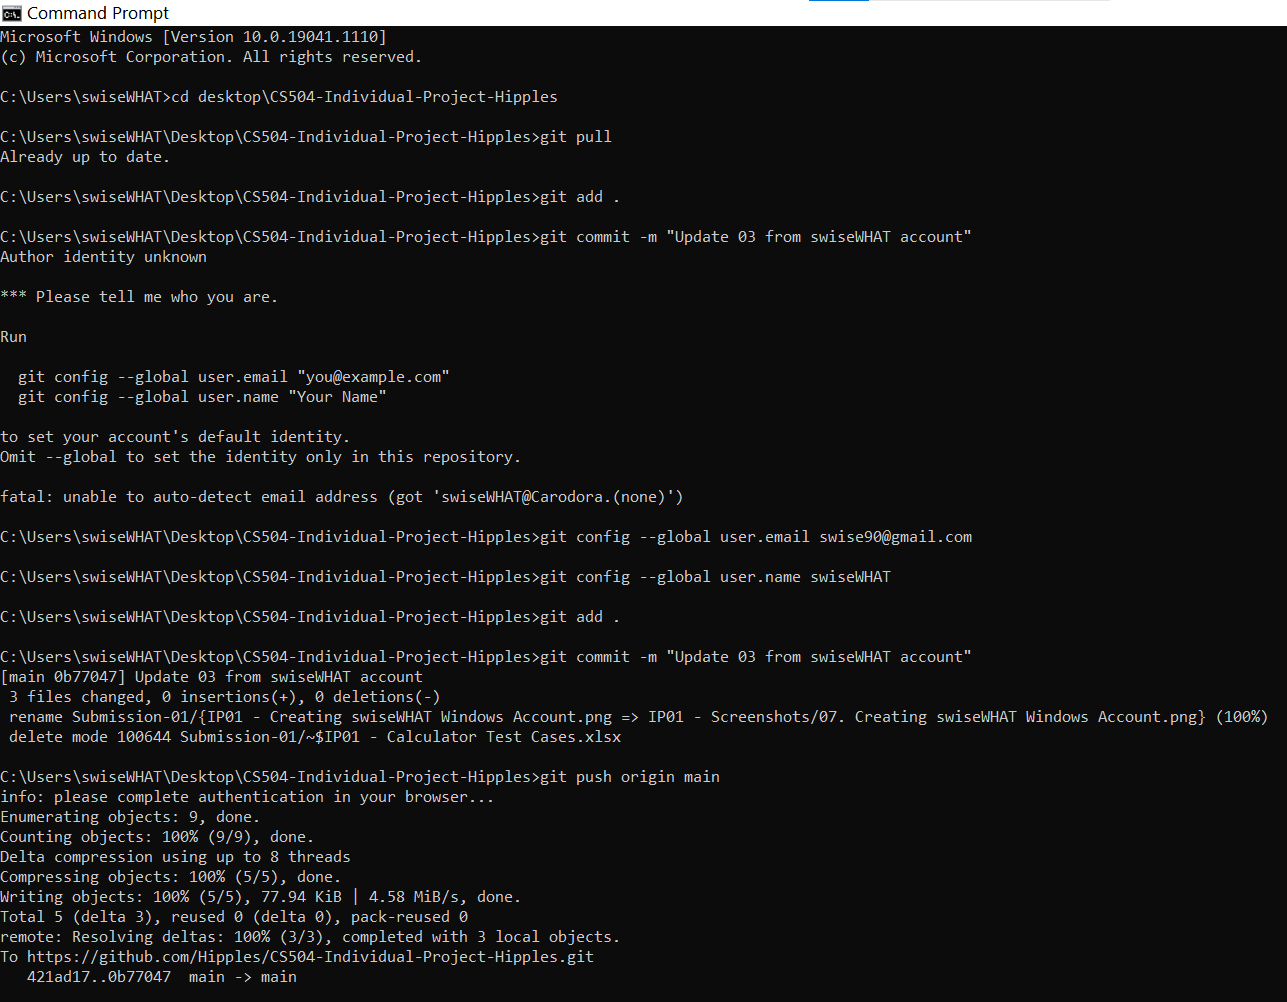 Command Prompt
Microsoft Windows [Version 10.0.19041.1110]
(c) Microsoft Corporation. All rights reserved.
C:\Users\swiseWHAT>cd desktop\CS504-Individual-Project-Hipples
C:\Users\swiseWHAT\Desktop\CS504-Individual-Project-Hipples>git pull
Already up to date.
C:\Users\swiseWHAT\Desktop\CS504-Individual-Project-Hipples>git add .
C:\Users\swiseWHAT\Desktop\CS504-Individual-Project-Hipples>git commit -m "Update 03 from swiseWHAT account"
Author identity unknown
*** Please tell me who you are.
Run
  git config --global user.email "you@example.com"
  git config --global user.name "Your Name"
to set your account's default identity.
Omit --global to set the identity only in this repository.
fatal: unable to auto-detect email address (got 'swiseWHAT@Carodora.(none)')
C:\Users\swiseWHAT\Desktop\CS504-Individual-Project-Hipples>git config --global user.email swise90@gmail.com
C:\Users\swiseWHAT\Desktop\CS504-Individual-Project-Hipples>git config --global user.name swiseWHAT
C:\Users\swiseWHAT\Desktop\CS504-Individual-Project-Hipples>git add .
C:\Users\swiseWHAT\Desktop\CS504-Individual-Project-Hipples>git commit -m "Update 03 from swiseWHAT account"
[main 0b77047] Update 03 from swiseWHAT account
 3 files changed, 0 insertions(+), 0 deletions(-)
 rename Submission-01/{IP01 - Creating swiseWHAT Windows Account.png => IP01 - Screenshots/07. Creating swiseWHAT Windows Account.png} (100%)
 delete mode 100644 Submission-01/~$IP01 - Calculator Test Cases.xlsx
C:\Users\swiseWHAT\Desktop\CS504-Individual-Project-Hipples>git push origin main
info: please complete authentication in your browser...
Enumerating objects: 9, done.
Counting objects: 100% (9/9), done.
Delta compression using up to 8 threads
Compressing objects: 100% (5/5), done.
Writing objects: 100% (5/5), 77.94 KiB | 4.58 MiB/s, done.
Total 5 (delta 3), reused 0 (delta 0), pack-reused 0
remote: Resolving deltas: 100% (3/3), completed with 3 local objects.
To https://github.com/Hipples/CS504-Individual-Project-Hipples.git
   421ad17..0b77047  main -> main